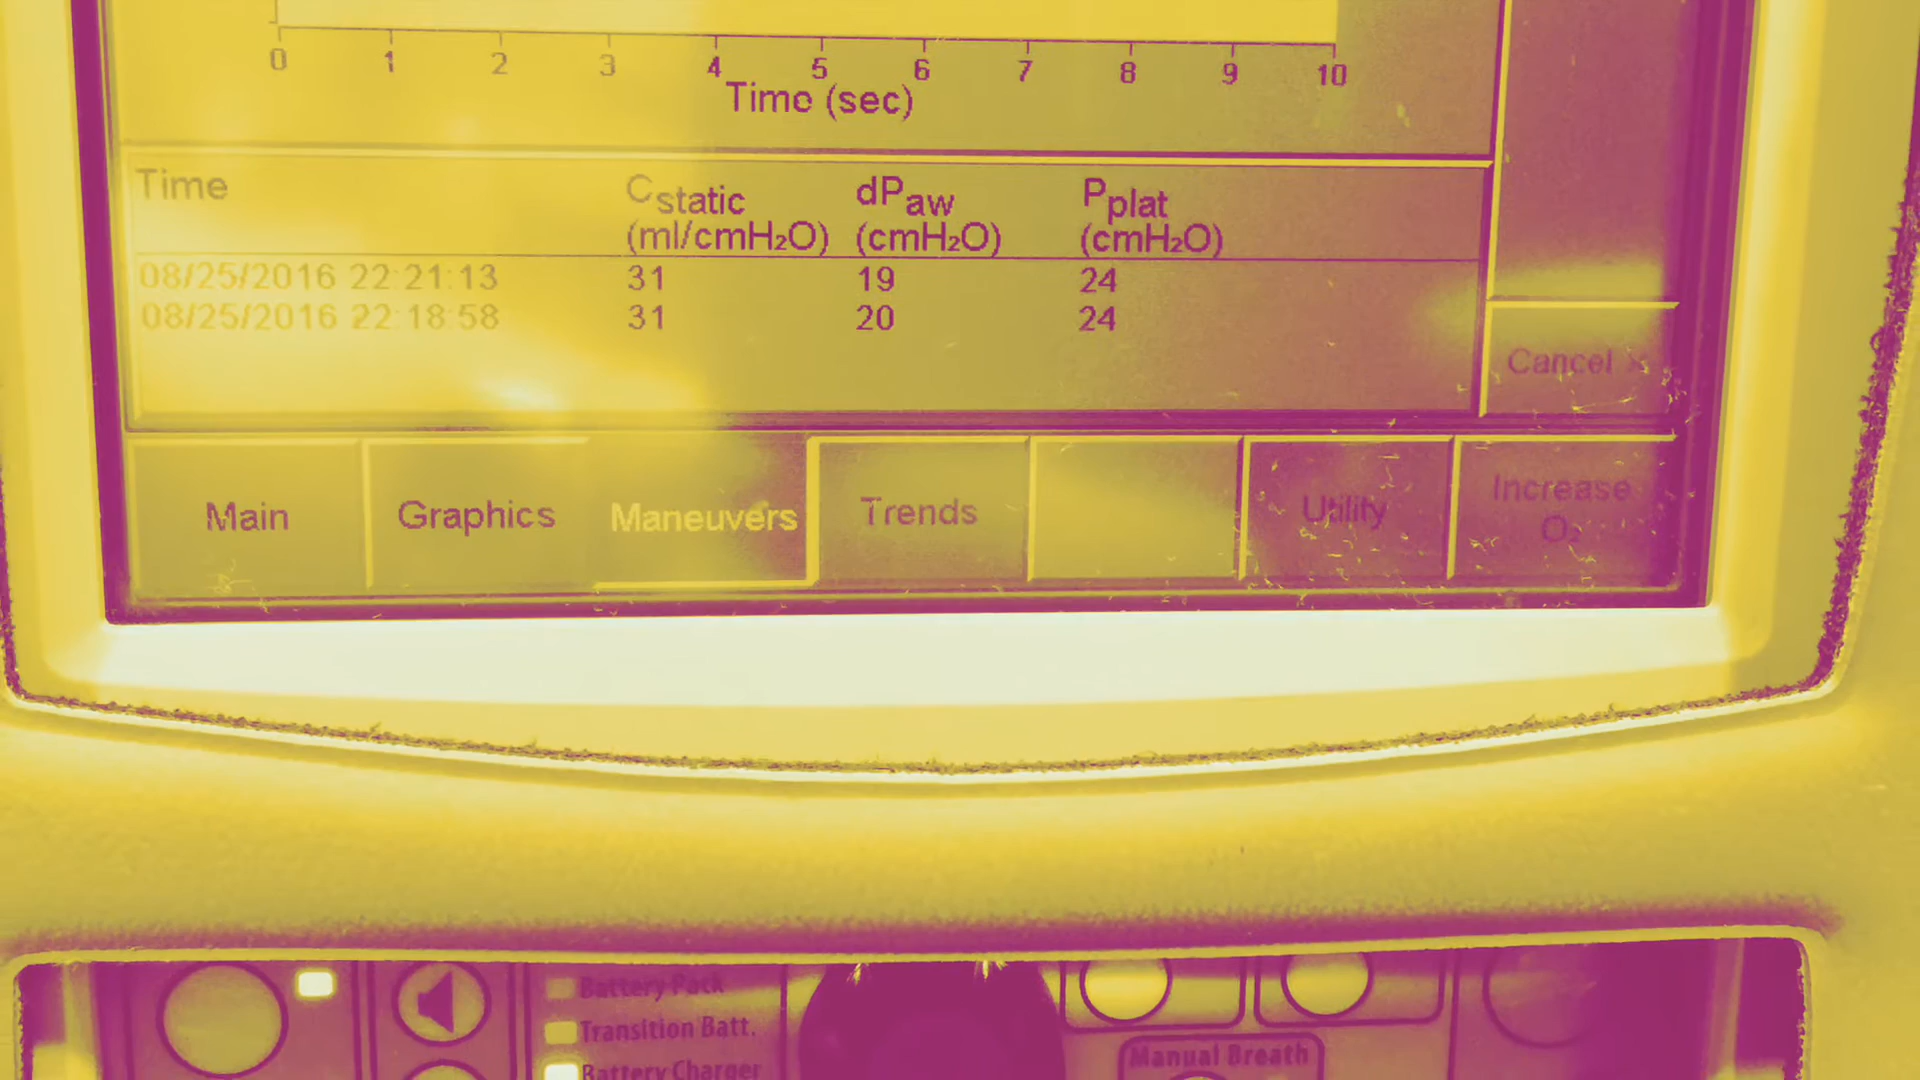 0 1 2 3 4 5 6 7 8 9 10
Time (sec)
Time Cstatic dPaw Pplat
(ml/cmH₂O) (cmH₂O) (cmH₂O)
08/25/2016 22:21:13 31 19 24
08/25/2016 22:18:58 31 20 24
Cancel X
Main Graphics Maneuvers Trends Utility Increase O₂
Battery Pack
Transition Batt.
Battery Charger
Manual Breath